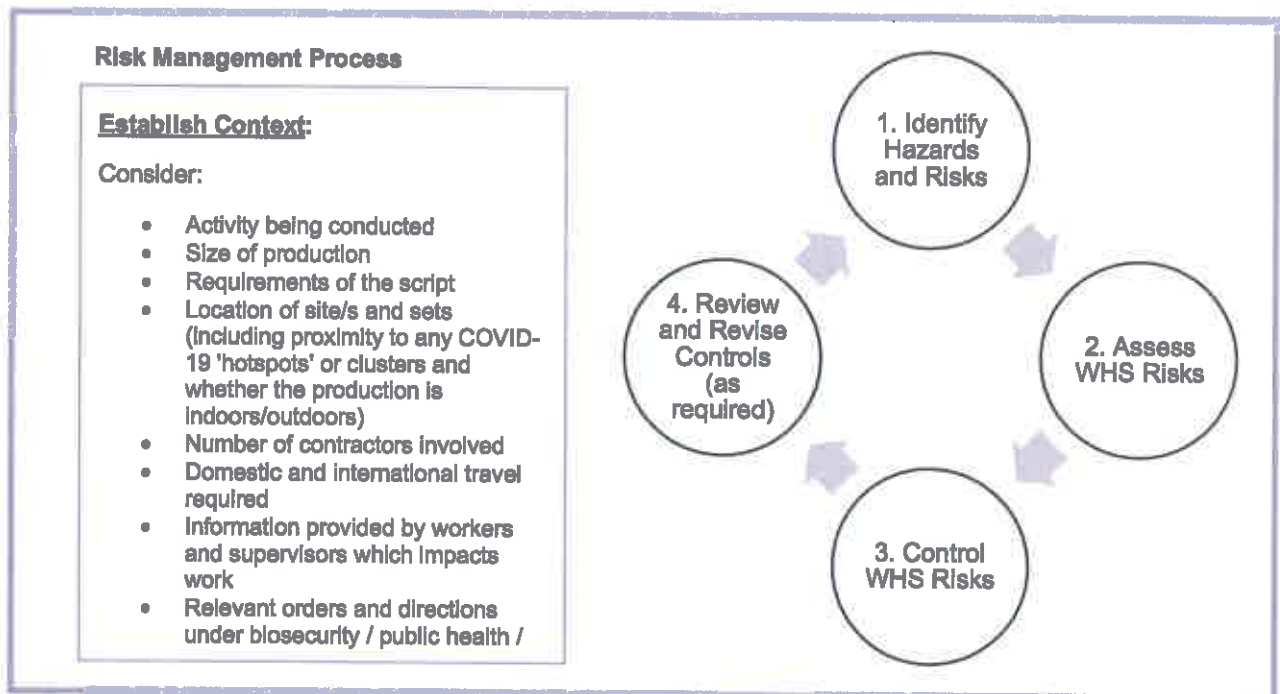 Risk Management Process
Establish Context:
Consider:
• Activity being conducted
• Size of production
• Requirements of the script
• Location of site/s and sets
(including proximity to any COVID-
19 'hotspots' or clusters and
whether the production is
indoors/outdoors)
• Number of contractors involved
• Domestic and international travel
required
• Information provided by workers
and supervisors which impacts
work
• Relevant orders and directions
under biosecurity / public health /
1. Identify
Hazards
and Risks
2. Assess
WHS Risks
3. Control
WHS Risks
4. Review
and Revise
Controls
(as
required)